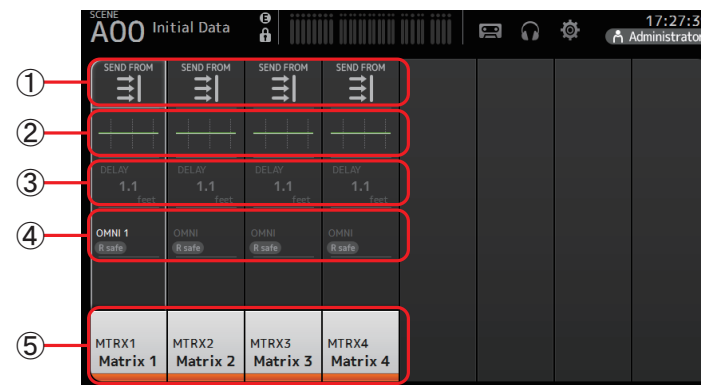 SCENE
A00 Initial Data
E
17:27:3
Administrator
① SEND FROM SEND FROM SEND FROM SEND FROM
②
③ DELAY DELAY DELAY DELAY
1.1 1.1 1.1 1.1
feet feet feet feet
④ OMNI 1 OMNI OMNI OMNI
R safe R safe R safe R safe
⑤ MTRX1 MTRX2 MTRX3 MTRX4
Matrix 1 Matrix 2 Matrix 3 Matrix 4